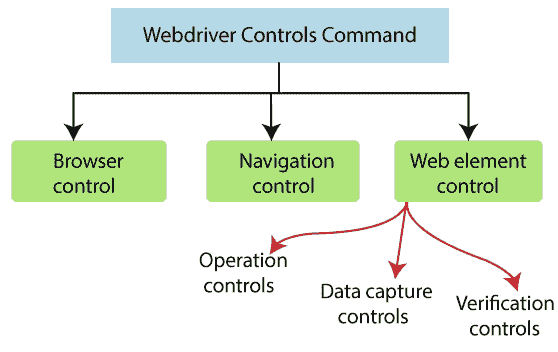 Webdriver Controls Command
Browser
control
Navigation
control
Web element
control
Operation
controls
Data capture
controls
Verification
controls